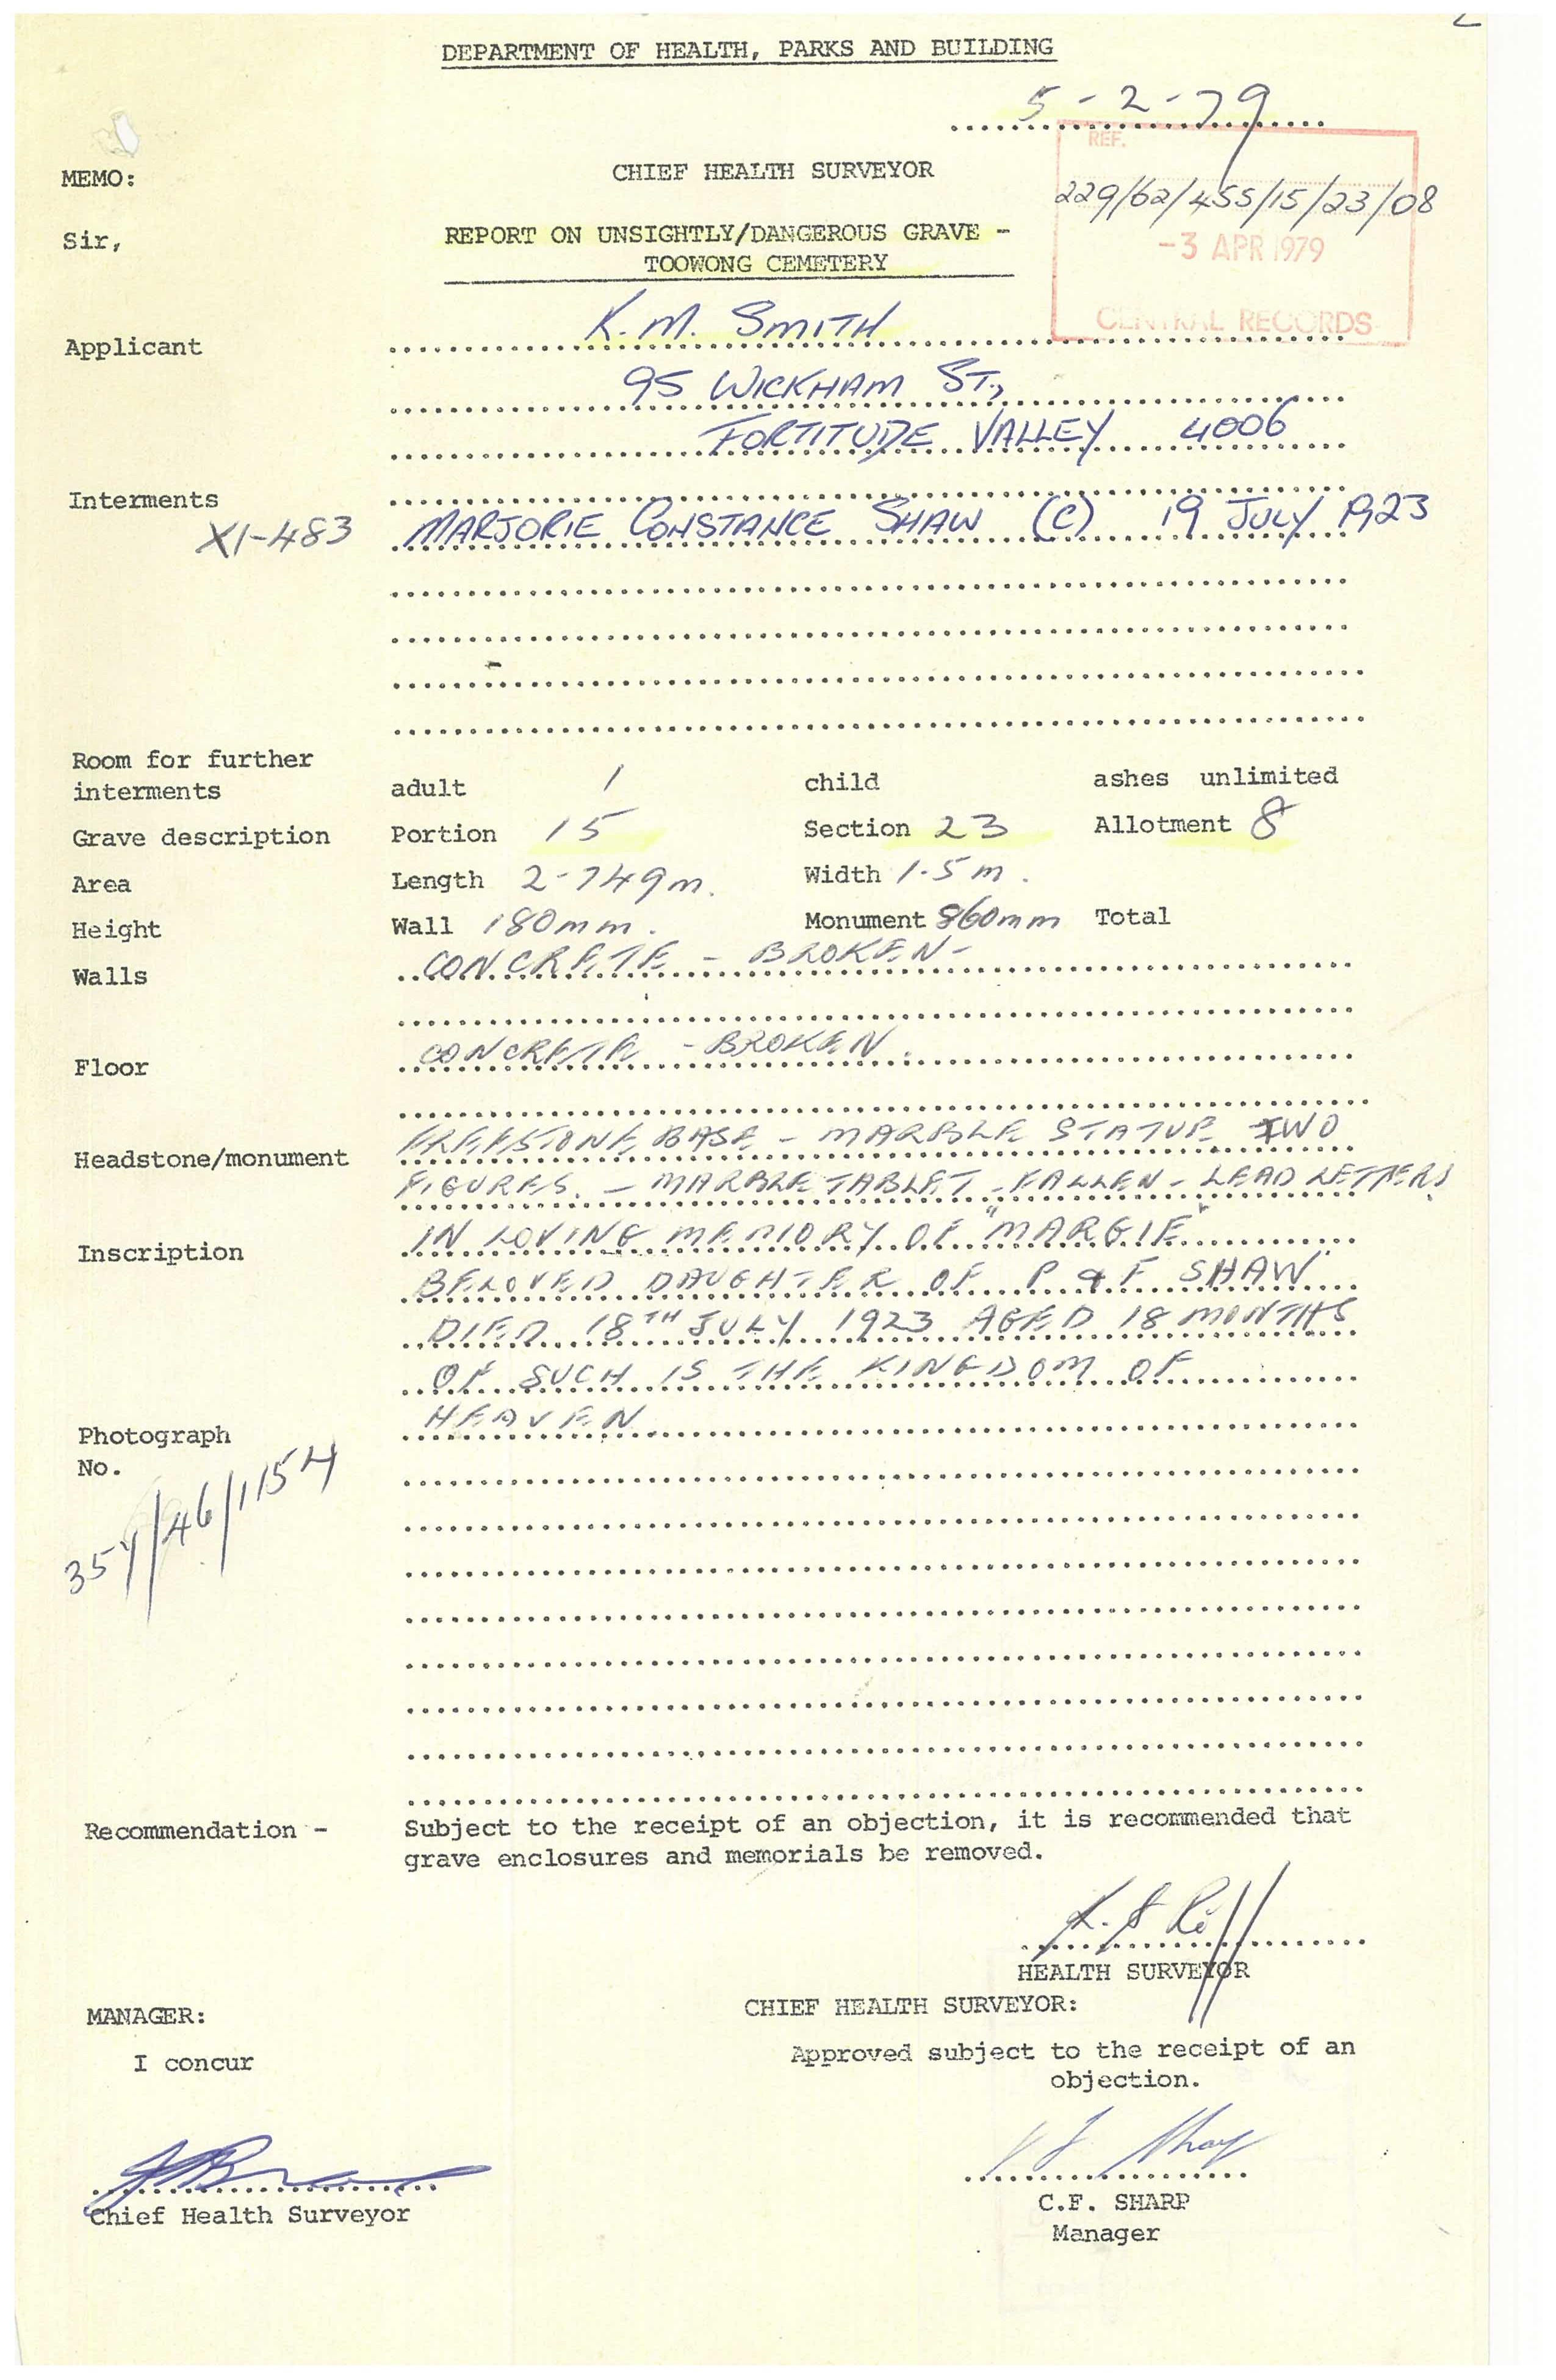 DEPARTMENT OF HEALTH, PARKS AND BUILDING
5-2-79
REF.
MEMO:
CHIEF HEALTH SURVEYOR
229/62/455/15/23/08
Sir,
REPORT ON UNSIGHTLY/DANGEROUS GRAVE -
TOOWONG CEMETERY
-3 APR 1979
CENTRAL RECORDS
Applicant K.M. SMITH
95 WICKHAM ST.,
FORTITUDE VALLEY 4006
Interments
X1-483 MARJORIE CONSTANCE SHAW (C) 19 JULY 1923
Room for further
interments adult 1 child ashes unlimited
Grave description Portion 15 Section 23 Allotment 8
Area Length 2-749m. Width 1.5m.
Height Wall 180mm. Monument 860mm Total
Walls CONCRETE - BROKEN -
Floor CONCRETE - BROKEN.
Headstone/monument FREESTONE BASE - MARBLE STATUE TWO
FIGURES. - MARBLE TABLET - FALLEN - LEAD LETTERS
Inscription IN LOVING MEMORY OF "MARGIE"
BELOVED DAUGHTER OF P & F SHAW
DIED 18TH JULY 1923 AGED 18 MONTHS
OF SUCH IS THE KINGDOM OF
HEAVEN
Photograph
No.
Recommendation - Subject to the receipt of an objection, it is recommended that
grave enclosures and memorials be removed.
HEALTH SURVEYOR
MANAGER:
CHIEF HEALTH SURVEYOR:
I concur
Approved subject to the receipt of an
objection.
Chief Health Surveyor
C.F. SHARP
Manager